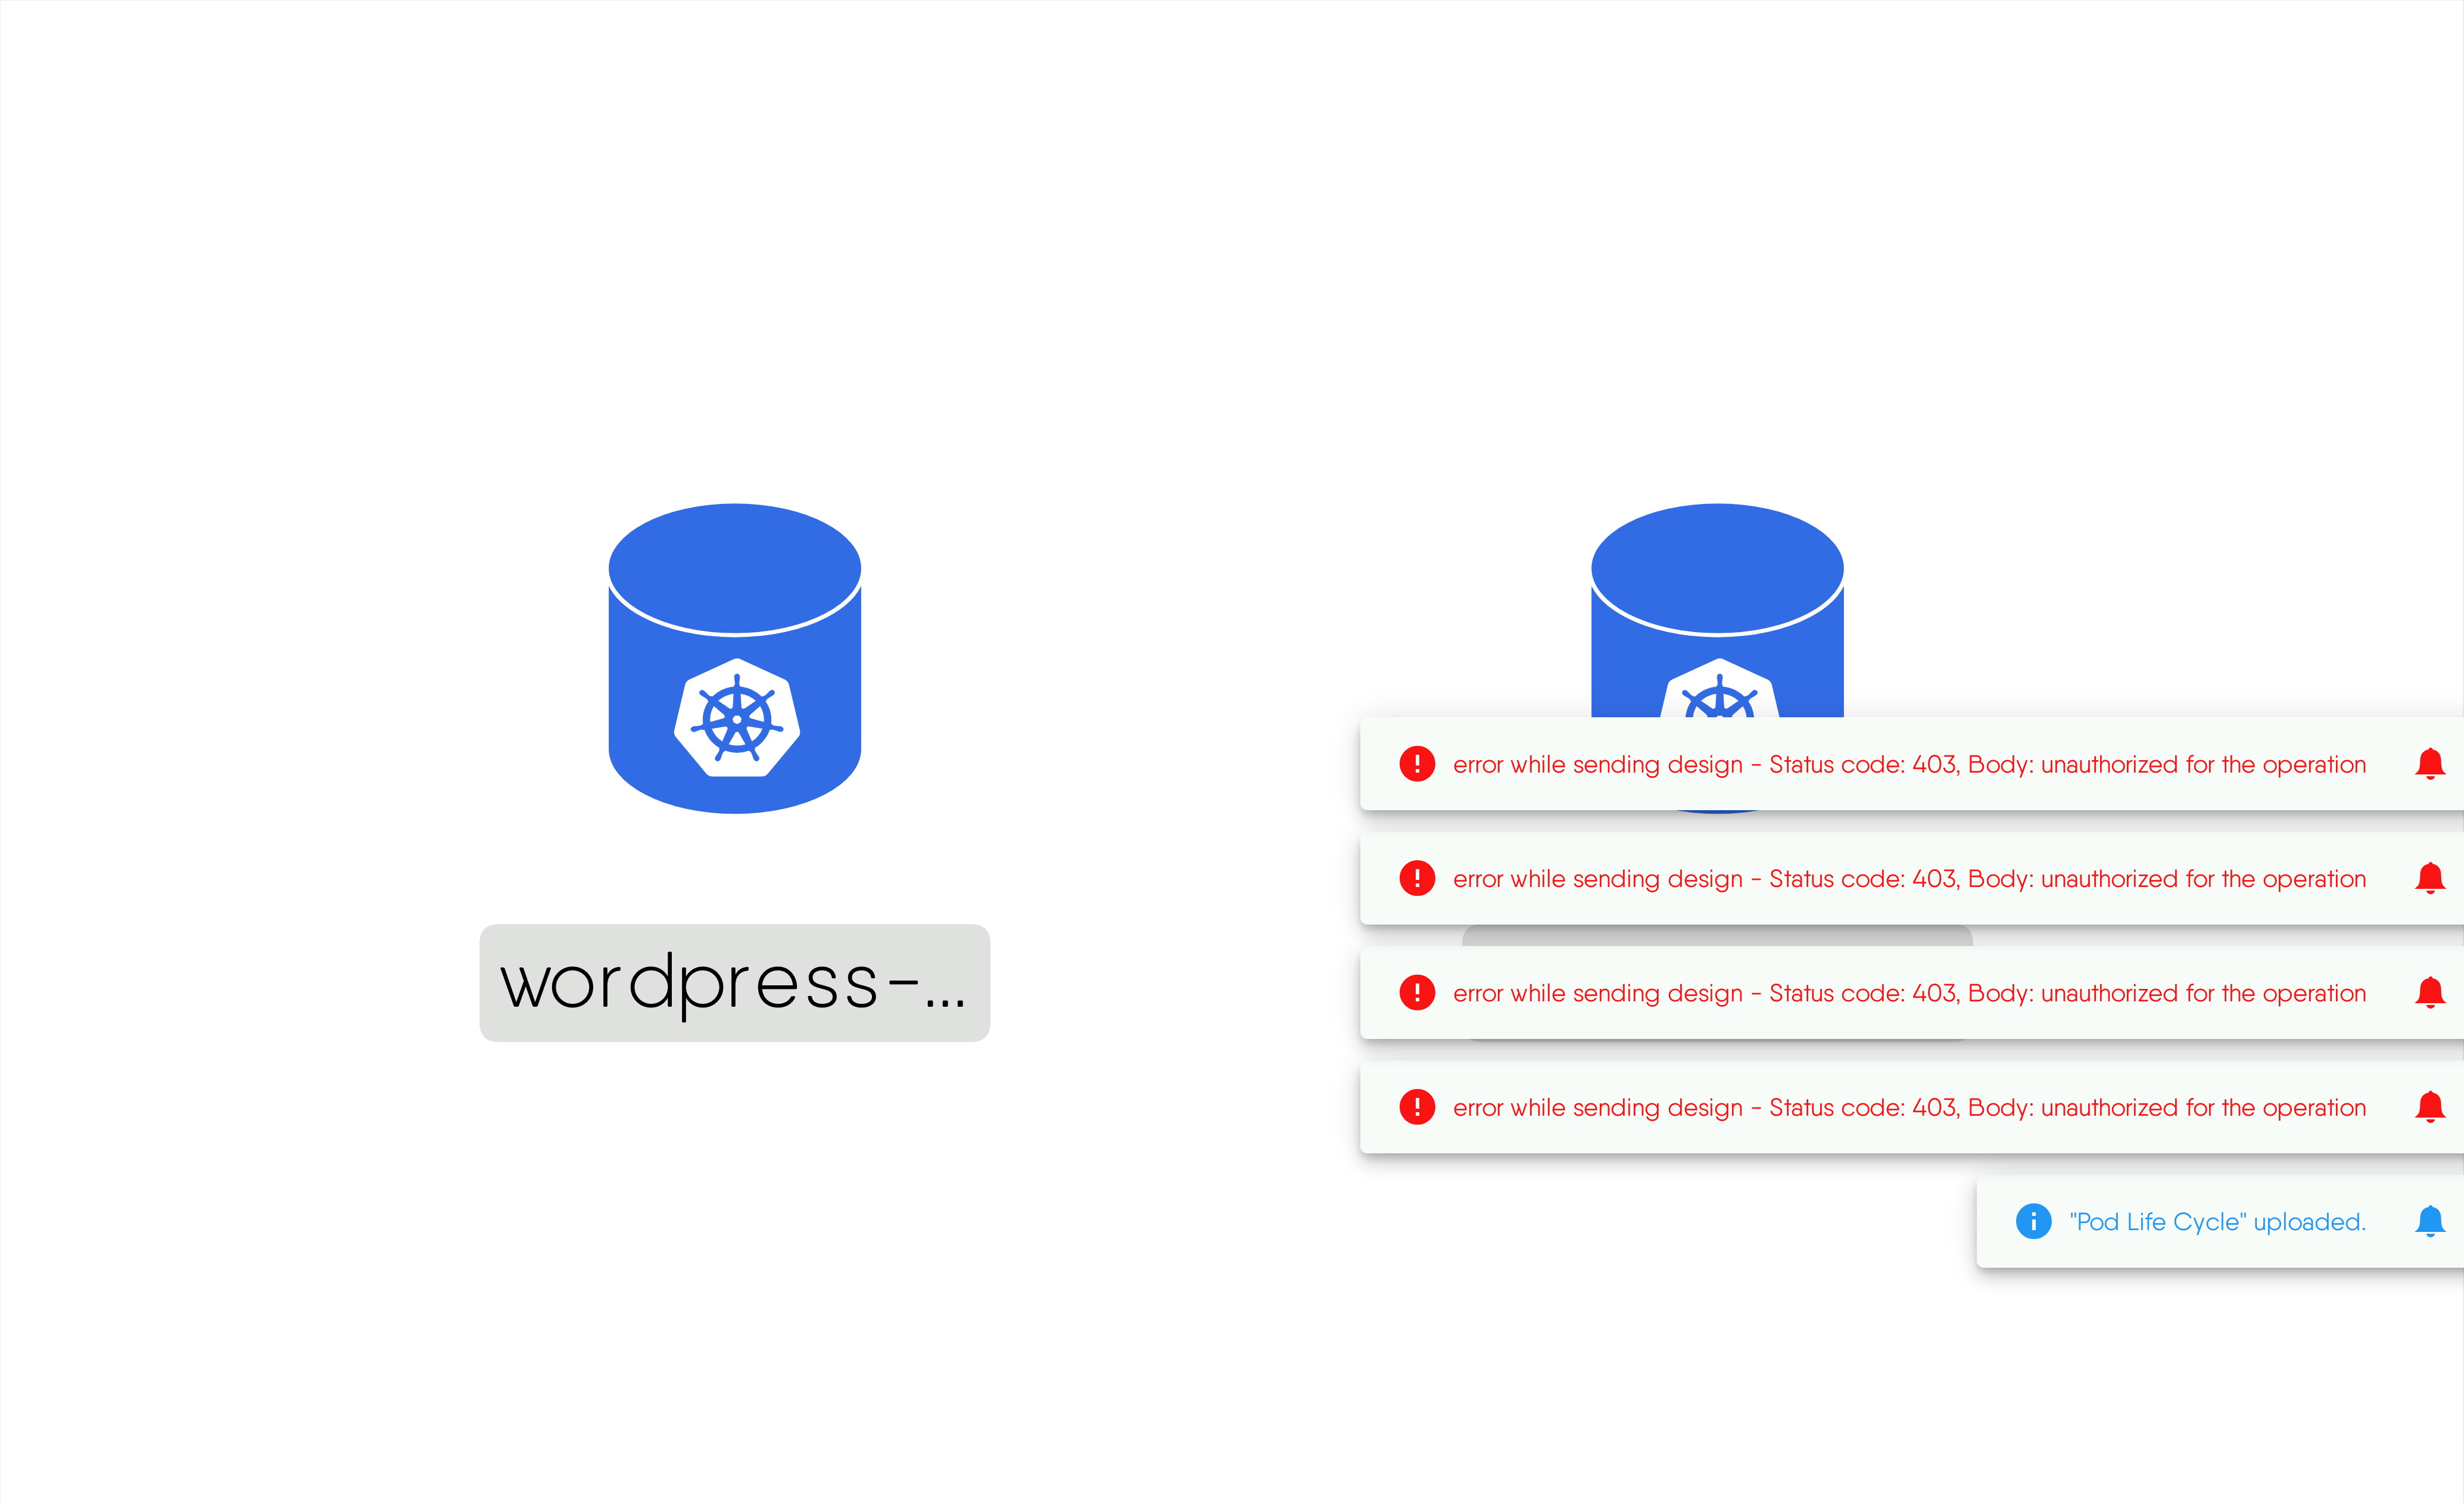 error while sending design - Status code: 403, Body: unauthorized for the operation
error while sending design - Status code: 403, Body: unauthorized for the operation
wordpress-...
error while sending design - Status code: 403, Body: unauthorized for the operation
error while sending design - Status code: 403, Body: unauthorized for the operation
"Pod Life Cycle" uploaded.